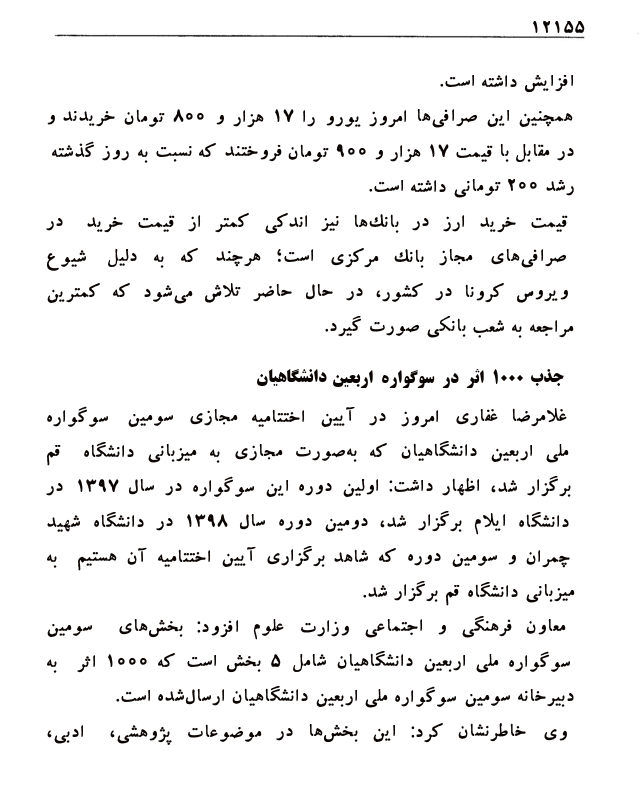 ۱۲۱۵۵
افزایش داشته است.
همچنین این صرافی‌ها امروز یورو را ۱۷ هزار و ۸۰۰ تومان خریدند و
در مقابل با قیمت ۱۷ هزار و ۹۰۰ تومان فروختند که نسبت به روز گذشته
رشد ۲۰۰ تومانی داشته است.
قیمت خرید ارز در بانک‌ها نیز اندکی کمتر از قیمت خرید در
صرافی‌های مجاز بانک مرکزی است؛ هرچند که به دلیل شیوع
ویروس کرونا در کشور، در حال حاضر تلاش می‌شود که کمترین
مراجعه به شعب بانکی صورت گیرد.
جذب ۱۰۰۰ اثر در سوگواره اربعین دانشگاهیان
غلامرضا غفاری امروز در آیین اختتامیه مجازی سومین سوگواره
ملی اربعین دانشگاهیان که به‌صورت مجازی به میزبانی دانشگاه قم
برگزار شد، اظهار داشت: اولین دوره این سوگواره در سال ۱۳۹۷ در
دانشگاه ایلام برگزار شد، دومین دوره سال ۱۳۹۸ در دانشگاه شهید
چمران و سومین دوره که شاهد برگزاری آیین اختتامیه آن هستیم به
میزبانی دانشگاه قم برگزار شد.
معاون فرهنگی و اجتماعی وزارت علوم افزود: بخش‌های سومین
سوگواره ملی اربعین دانشگاهیان شامل ۵ بخش است که ۱۰۰۰ اثر به
دبیرخانه سومین سوگواره ملی اربعین دانشگاهیان ارسال‌شده است.
وی خاطرنشان کرد: این بخش‌ها در موضوعات پژوهشی، ادبی،